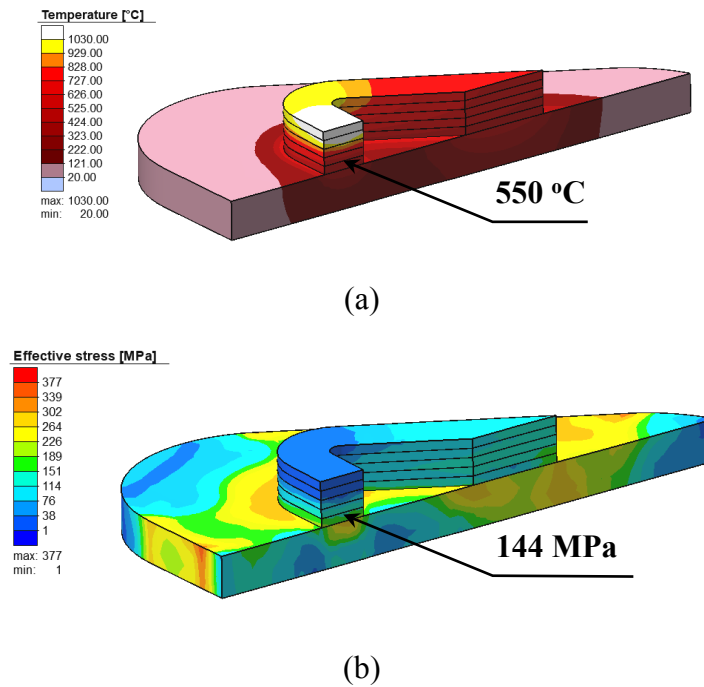 Temperature [°C]
1030.00
929.00
828.00
727.00
626.00
525.00
424.00
323.00
222.00
121.00
20.00
max: 1030.00
min: 20.00
550 °C
(a)
Effective stress [MPa]
377
339
302
264
226
189
151
114
76
38
1
max: 377
min: 1
144 MPa
(b)